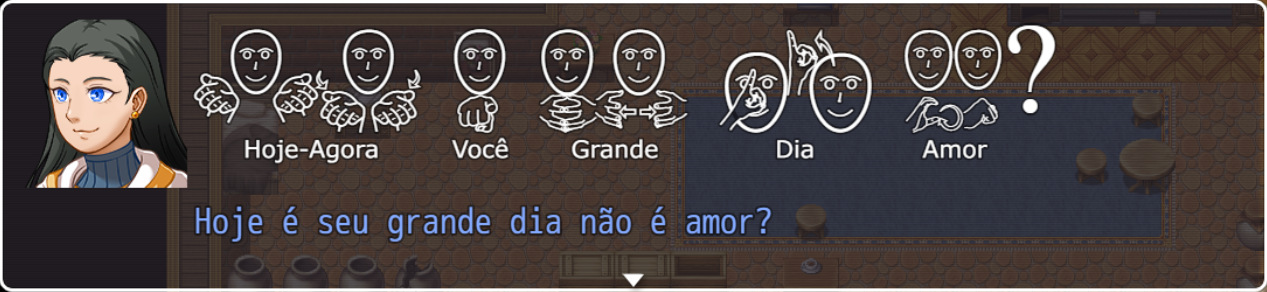 ?
Hoje-Agora Você Grande Dia Amor
Hoje é seu grande dia não é amor?